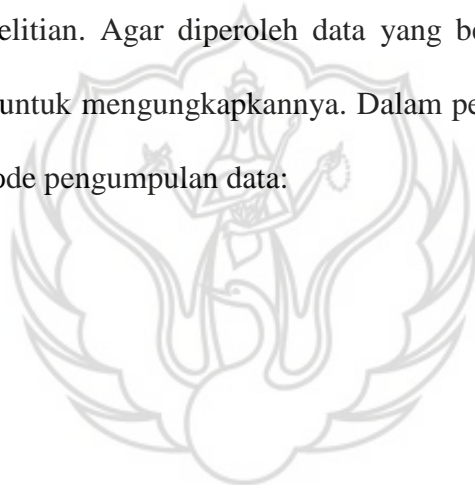 elitian. Agar diperoleh data yang be
untuk mengungkapkannya. Dalam pe
ode pengumpulan data: